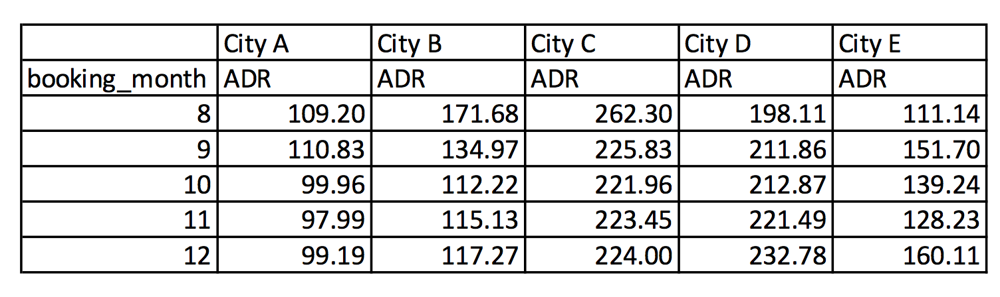 City A City B City C City D City E
booking_month ADR ADR ADR ADR ADR
8 109.20 171.68 262.30 198.11 111.14
9 110.83 134.97 225.83 211.86 151.70
10 99.96 112.22 221.96 212.87 139.24
11 97.99 115.13 223.45 221.49 128.23
12 99.19 117.27 224.00 232.78 160.11